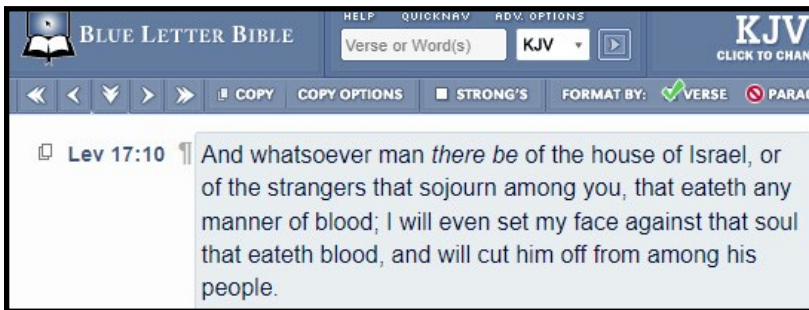 HELP QUICKNAV ADV. OPTIONS
BLUE LETTER BIBLE
Verse or Word(s) KJV
KJV
CLICK TO CHAN
COPY COPY OPTIONS STRONG'S FORMAT BY: VERSE PARA
Lev 17:10 ¶ And whatsoever man there be of the house of Israel, or
of the strangers that sojourn among you, that eateth any
manner of blood; I will even set my face against that soul
that eateth blood, and will cut him off from among his
people.